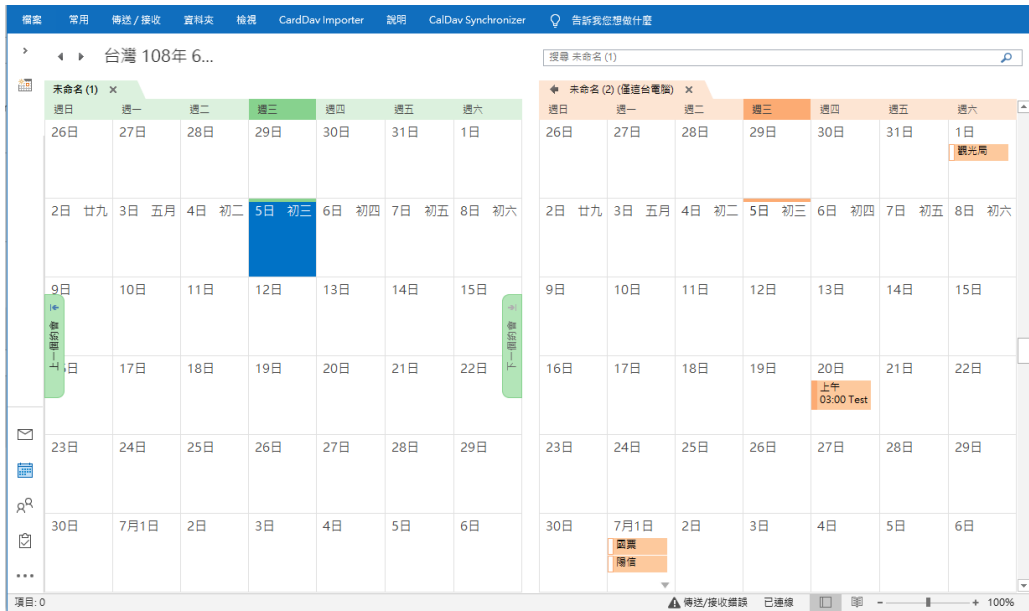 檔案 常用 傳送 / 接收 資料夾 檢視 CardDav Importer 說明 CalDav Synchronizer 告訴我您想做什麼
台灣 108年 6...
搜尋 未命名 (1)
未命名 (1)
週日 週一 週二 週三 週四 週五 週六
26日 27日 28日 29日 30日 31日 1日
2日 廿九 3日 五月 4日 初二 5日 初三 6日 初四 7日 初五 8日 初六
9日 10日 11日 12日 13日 14日 15日
上一個約會
下一個約會
17日 18日 19日 20日 21日 22日
23日 24日 25日 26日 27日 28日 29日
30日 7月1日 2日 3日 4日 5日 6日
未命名 (2) (僅這台電腦)
週日 週一 週二 週三 週四 週五 週六
26日 27日 28日 29日 30日 31日 1日
觀光局
2日 廿九 3日 五月 4日 初二 5日 初三 6日 初四 7日 初五 8日 初六
9日 10日 11日 12日 13日 14日 15日
16日 17日 18日 19日 20日 21日 22日
上午
03:00 Test
23日 24日 25日 26日 27日 28日 29日
30日 7月1日 2日 3日 4日 5日 6日
國票
陽信
項目: 0 傳送/接收錯誤 已連線 100%